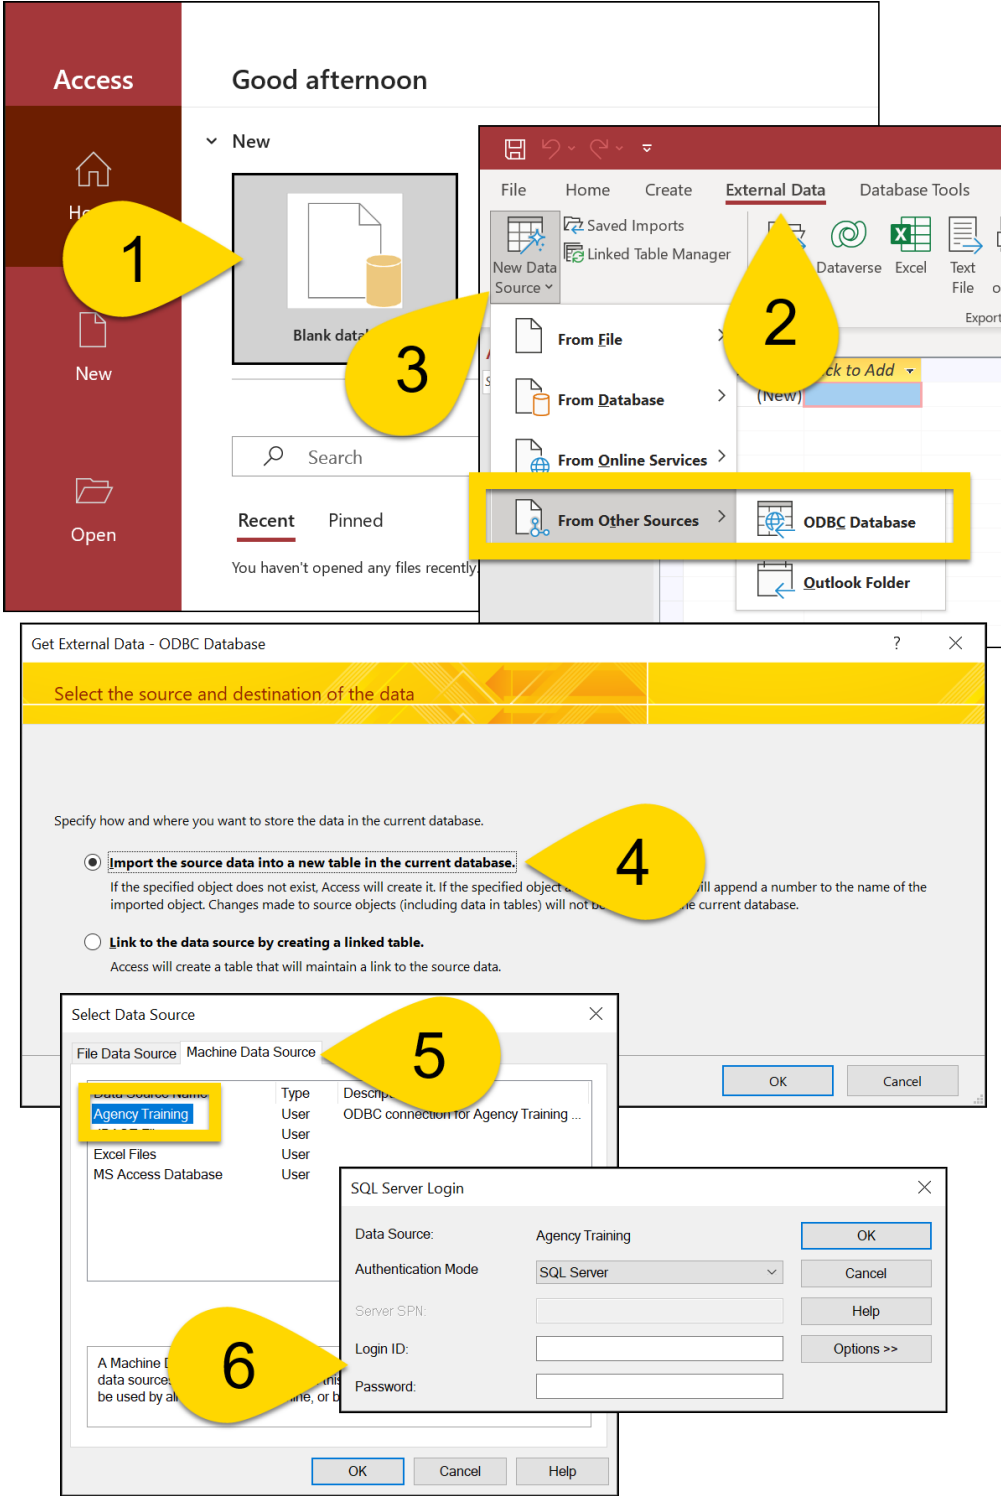 Access
Good afternoon
New
Home
1
Blank data
New
Search
Open
Recent
Pinned
You haven't opened any files recently.
File
Home
Create
External Data
Database Tools
Saved Imports
Linked Table Manager
New Data
Source
Dataverse
Excel
Text
File
Export
2
3
From File
From Database
From Online Services
From Other Sources
ODBC Database
Outlook Folder
ck to Add
(New)
Get External Data - ODBC Database
?
Select the source and destination of the data
Specify how and where you want to store the data in the current database.
Import the source data into a new table in the current database.
4
If the specified object does not exist, Access will create it. If the specified object ill append a number to the name of the
imported object. Changes made to source objects (including data in tables) will not e current database.
Link to the data source by creating a linked table.
Access will create a table that will maintain a link to the source data.
OK
Cancel
Select Data Source
File Data Source
Machine Data Source
5
Data Source Name
Type
Descrip
Agency Training
User
ODBC connection for Agency Training ...
User
Excel Files
User
MS Access Database
User
A Machine
data source this
be used by al ine, or b
6
OK
Cancel
Help
SQL Server Login
Data Source:
Agency Training
OK
Authentication Mode
SQL Server
Cancel
Server SPN:
Help
Login ID:
Options >>
Password: